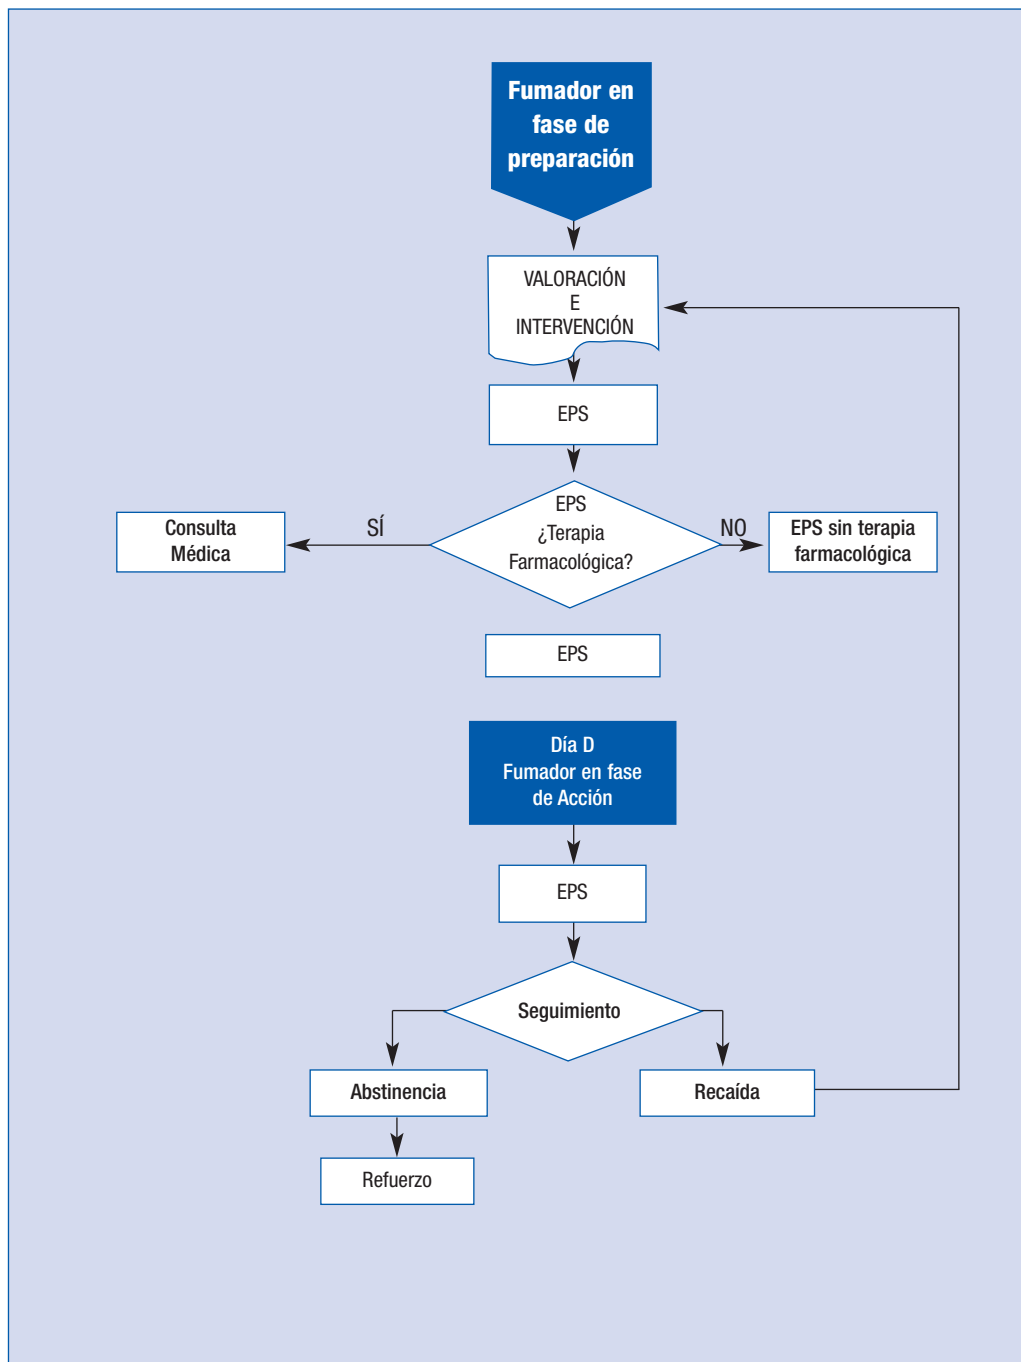 Fumador en
fase de
preparación
VALORACIÓN
E
INTERVENCIÓN
EPS
EPS
¿Terapia
Farmacológica?
SÍ
NO
Consulta
Médica
EPS sin terapia
farmacológica
EPS
Día D
Fumador en fase
de Acción
EPS
Seguimiento
Abstinencia
Recaída
Refuerzo